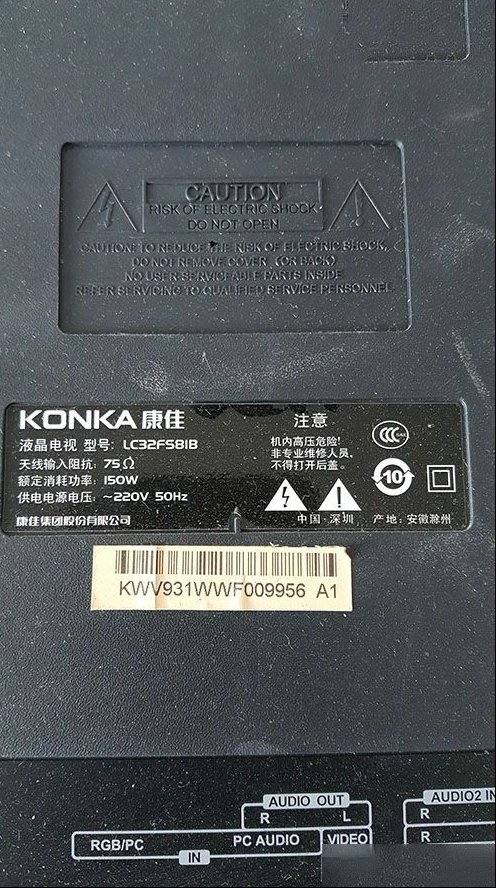 CAUTION
RISK OF ELECTRIC SHOCK
DO NOT OPEN
CAUTION: TO REDUCE THE RISK OF ELECTRIC SHOCK,
DO NOT REMOVE COVER (OR BACK)
NO USER-SERVICEABLE PARTS INSIDE
REFER SERVICING TO QUALIFIED SERVICE PERSONNEL
KONKA 康佳
液晶电视 型号: LC32FS81B
天线输入阻抗: 75Ω
额定消耗功率: 150W
供电电源电压: ~220V 50Hz
康佳集团股份有限公司
注意
机内高压危险!
非专业维修人员,
不得打开后盖。
中国·深圳
CCC
10
产地: 安徽滁州
KWV931WWF009956 A1
AUDIO OUT
R L
AUDIO2 IN
R
RGB/PC PC AUDIO VIDEO R
IN